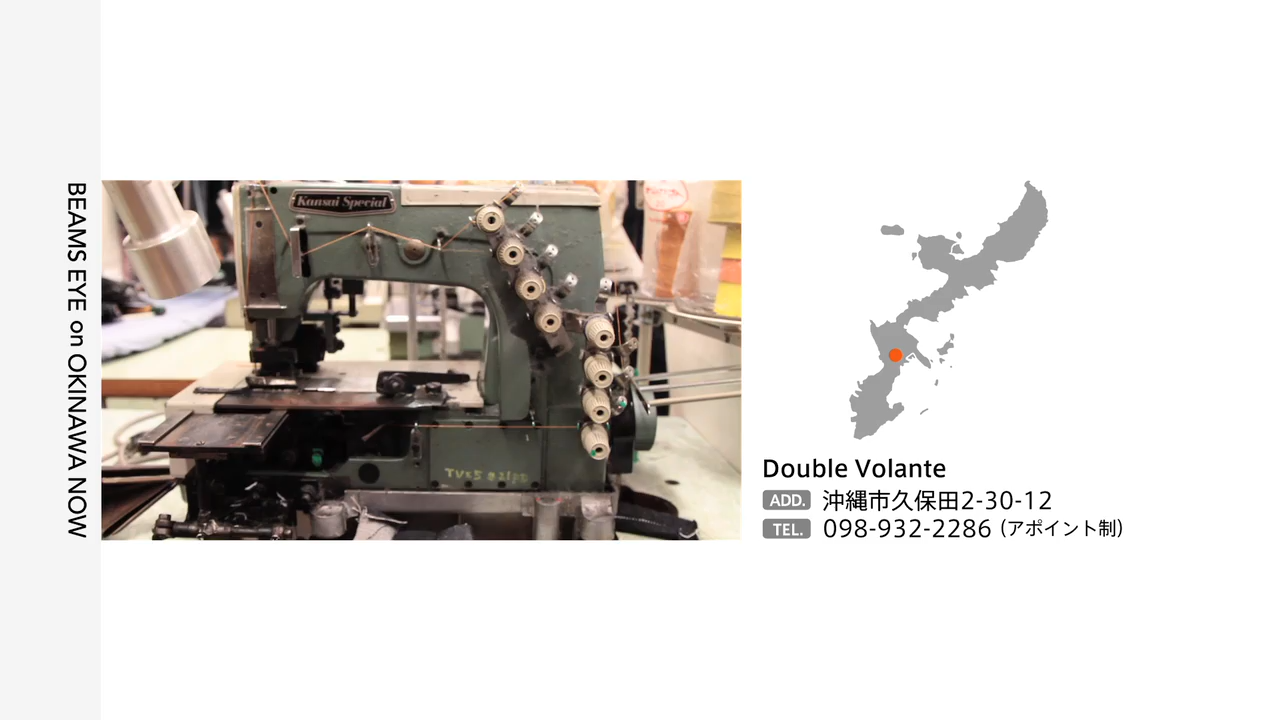 BEAMS EYE on OKINAWA NOW
Kansai Special
Double Volante
ADD. 沖縄市久保田2-30-12
TEL. 098-932-2286 (アポイント制)